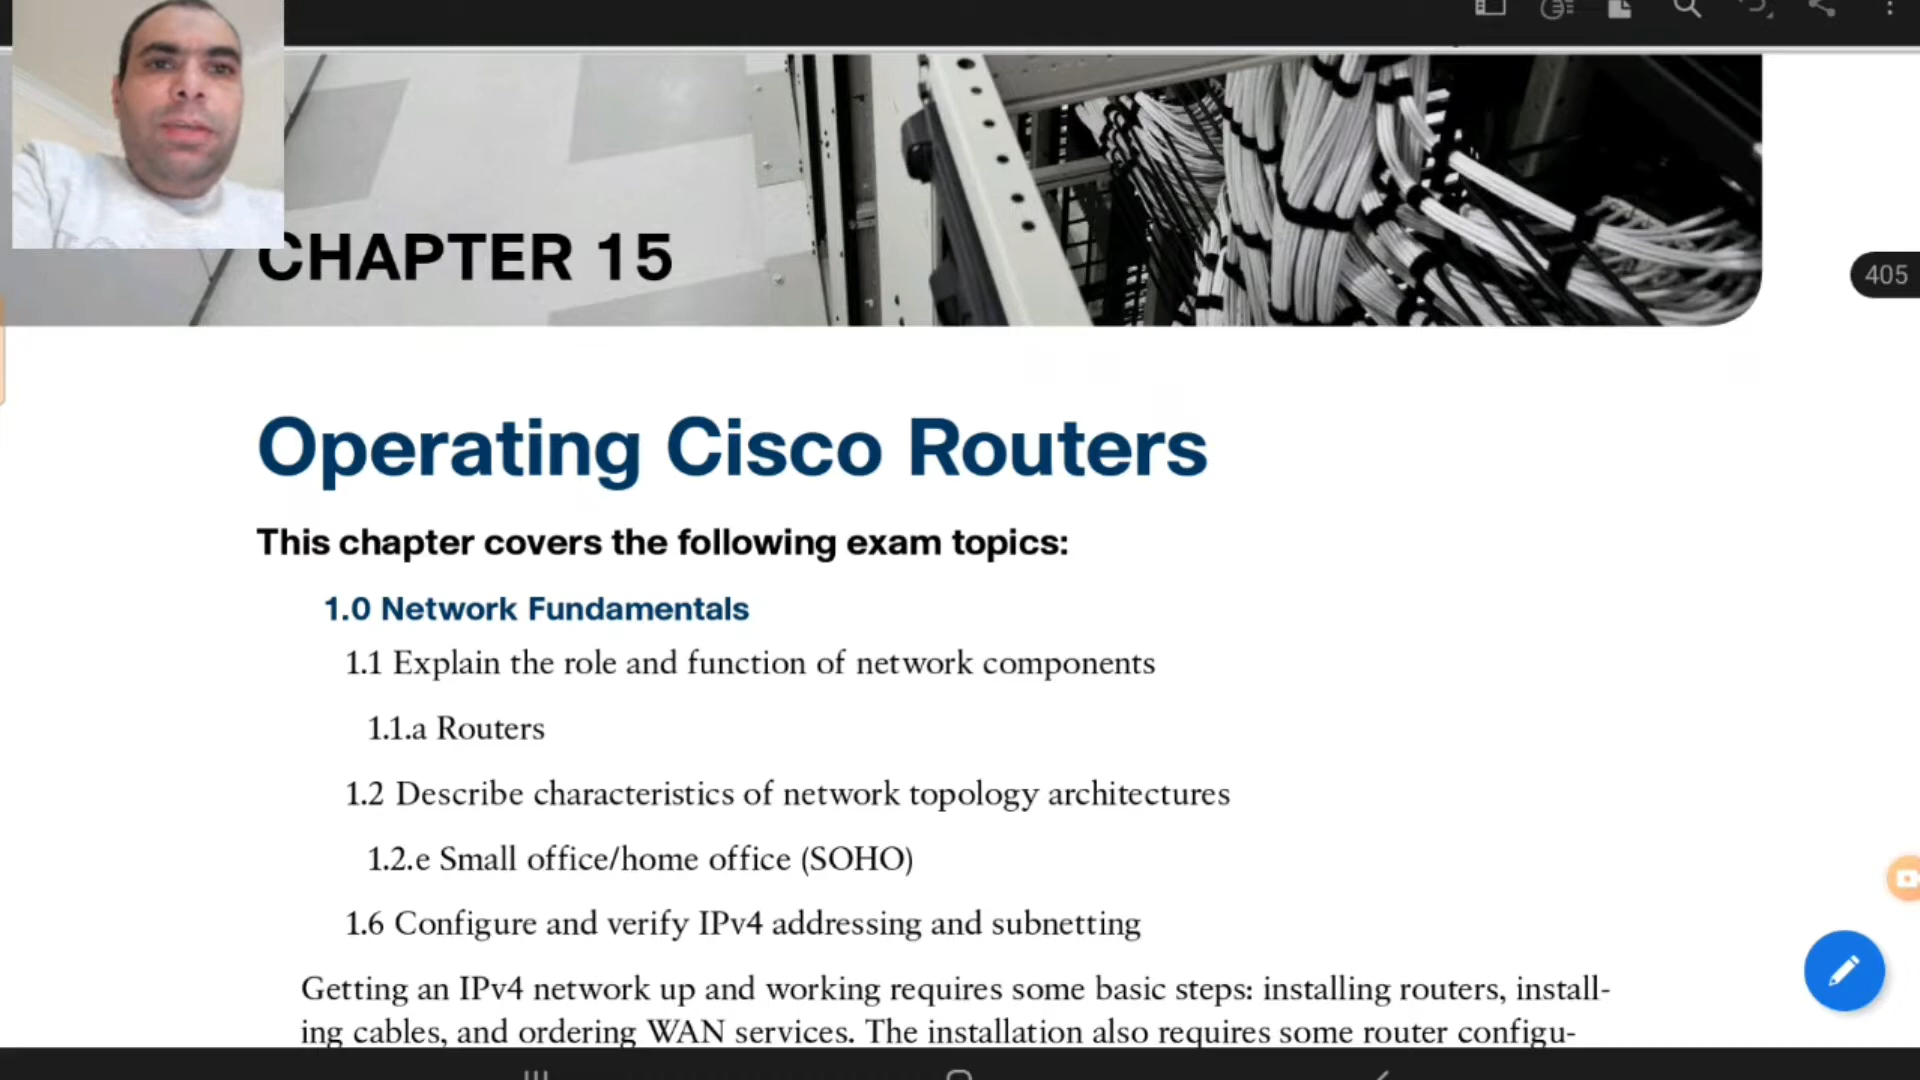 CHAPTER 15
405
Operating Cisco Routers
This chapter covers the following exam topics:
1.0 Network Fundamentals
1.1 Explain the role and function of network components
1.1.a Routers
1.2 Describe characteristics of network topology architectures
1.2.e Small office/home office (SOHO)
1.6 Configure and verify IPv4 addressing and subnetting
Getting an IPv4 network up and working requires some basic steps: installing routers, install-
ing cables, and ordering WAN services. The installation also requires some router configu-